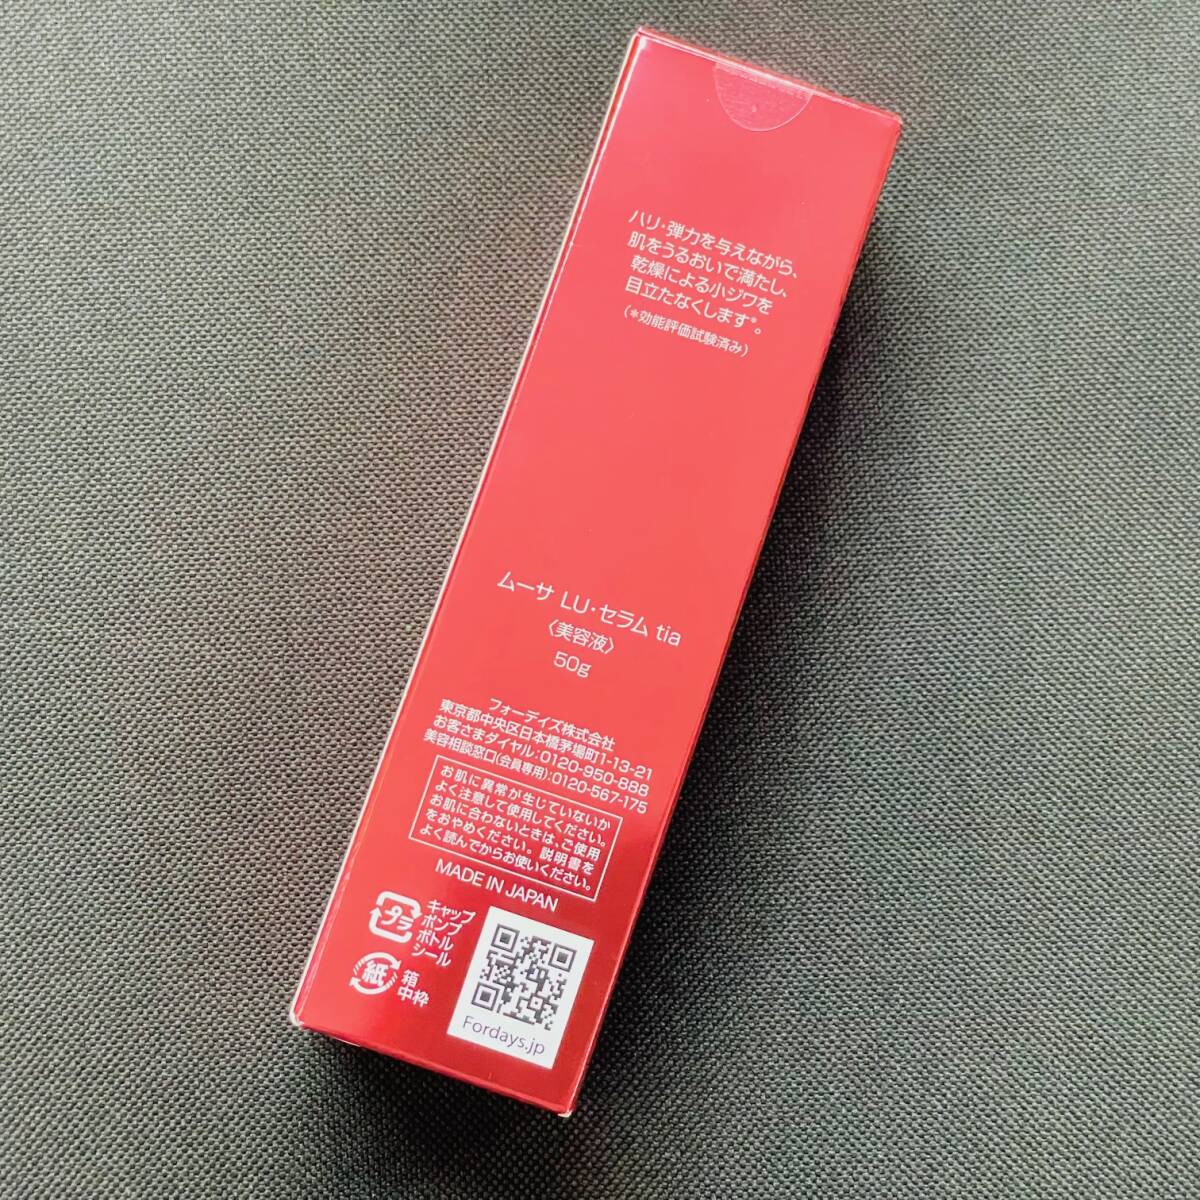 ハリ・弾力を与えながら、
肌をうるおいで満たし、
乾燥による小ジワを
目立たなくします*。
(*効能評価試験済み)
ムーサ LU・セラム tia
〈美容液〉
50g
フォーデイズ株式会社
東京都中央区日本橋茅場町1-13-21
お客さまダイヤル:0120-950-888
美容相談窓口(会員専用):0120-567-175
お肌に異常が生じていないか
よく注意して使用してください。
お肌に合わないときは、ご使用
をおやめください。説明書を
よく読んでからお使いください。
MADE IN JAPAN
プラ
キャップ
ポンプ
ボトル
シール
紙
箱
中枠
Fordays.jp